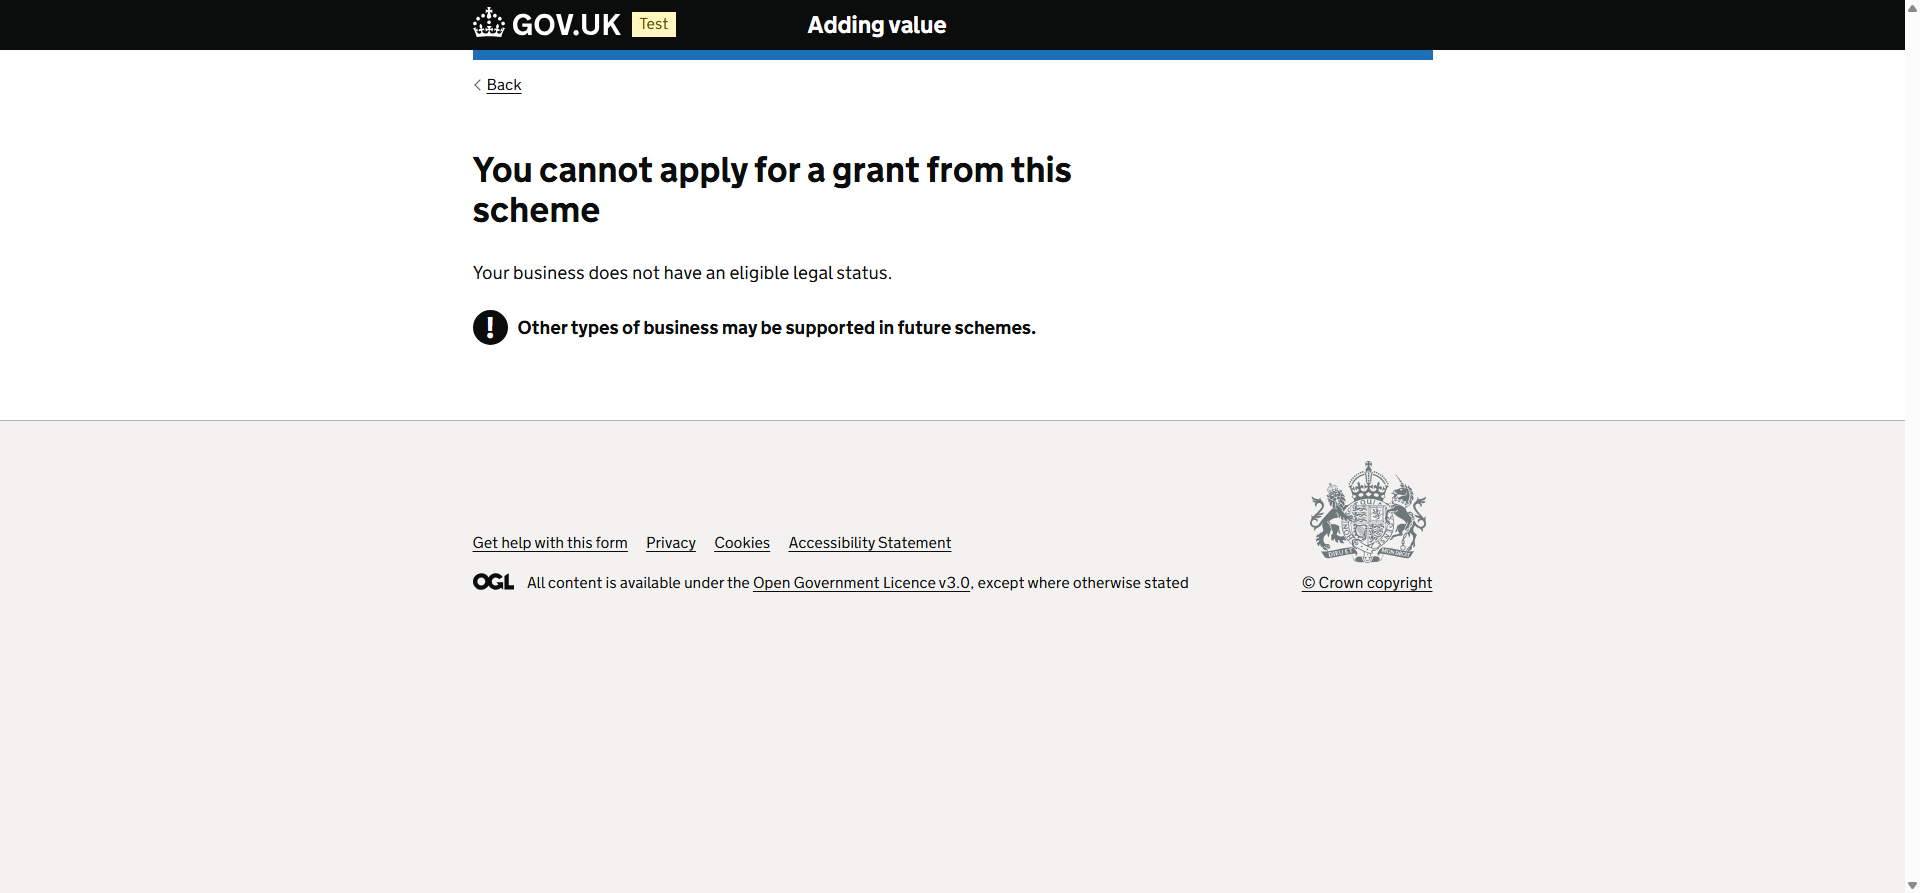 GOV.UK Test Adding value
Back
You cannot apply for a grant from this
scheme
Your business does not have an eligible legal status.
! Other types of business may be supported in future schemes.
Get help with this form Privacy Cookies Accessibility Statement
OGL All content is available under the Open Government Licence v3.0, except where otherwise stated
DIEU ET MON DROIT
© Crown copyright